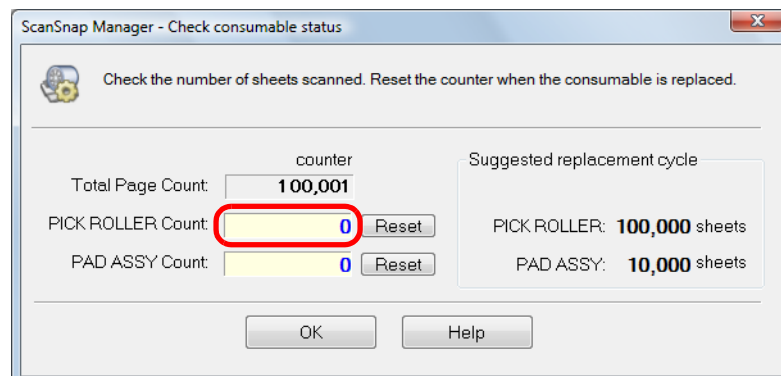 ScanSnap Manager - Check consumable status
Check the number of sheets scanned. Reset the counter when the consumable is replaced.
counter
Total Page Count: 100,001
PICK ROLLER Count: 0 Reset
PAD ASSY Count: 0 Reset
Suggested replacement cycle
PICK ROLLER: 100,000 sheets
PAD ASSY: 10,000 sheets
OK Help